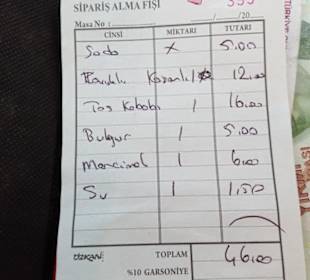 SİPARİŞ ALMA FİŞİ
Masa No : / /20
CİNSİ MİKTARI TUTARI
Soda x 5.00
Kazanlı 12.00
Tas Kebabı 1 16.00
Bulgur 1 5.00
1 6.00
Su 1 1,50
TOPLAM 46.00
%10 GARSONİYE
TÜRKİYE